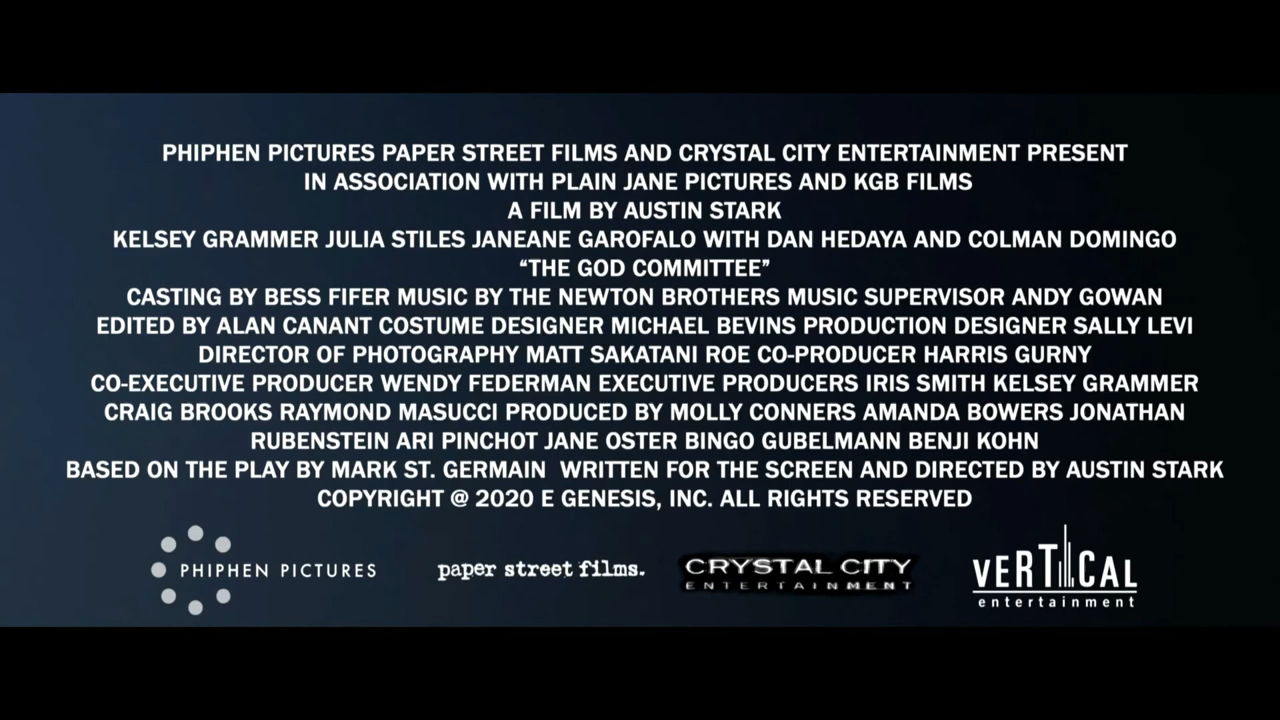 PHIPHEN PICTURES PAPER STREET FILMS AND CRYSTAL CITY ENTERTAINMENT PRESENT
IN ASSOCIATION WITH PLAIN JANE PICTURES AND KGB FILMS
A FILM BY AUSTIN STARK
KELSEY GRAMMER JULIA STILES JANEANE GAROFALO WITH DAN HEDAYA AND COLMAN DOMINGO
“THE GOD COMMITTEE”
CASTING BY BESS FIFER MUSIC BY THE NEWTON BROTHERS MUSIC SUPERVISOR ANDY GOWAN
EDITED BY ALAN CANANT COSTUME DESIGNER MICHAEL BEVINS PRODUCTION DESIGNER SALLY LEVI
DIRECTOR OF PHOTOGRAPHY MATT SAKATANI ROE CO-PRODUCER HARRIS GURNY
CO-EXECUTIVE PRODUCER WENDY FEDERMAN EXECUTIVE PRODUCERS IRIS SMITH KELSEY GRAMMER
CRAIG BROOKS RAYMOND MASUCCI PRODUCED BY MOLLY CONNERS AMANDA BOWERS JONATHAN
RUBENSTEIN ARI PINCHOT JANE OSTER BINGO GUBELMANN BENJI KOHN
BASED ON THE PLAY BY MARK ST. GERMAIN  WRITTEN FOR THE SCREEN AND DIRECTED BY AUSTIN STARK
COPYRIGHT @ 2020 E GENESIS, INC. ALL RIGHTS RESERVED
PHIPHEN PICTURES
paper street films.
CRYSTAL CITY
ENTERTAINMENT
VERTICAL
entertainment